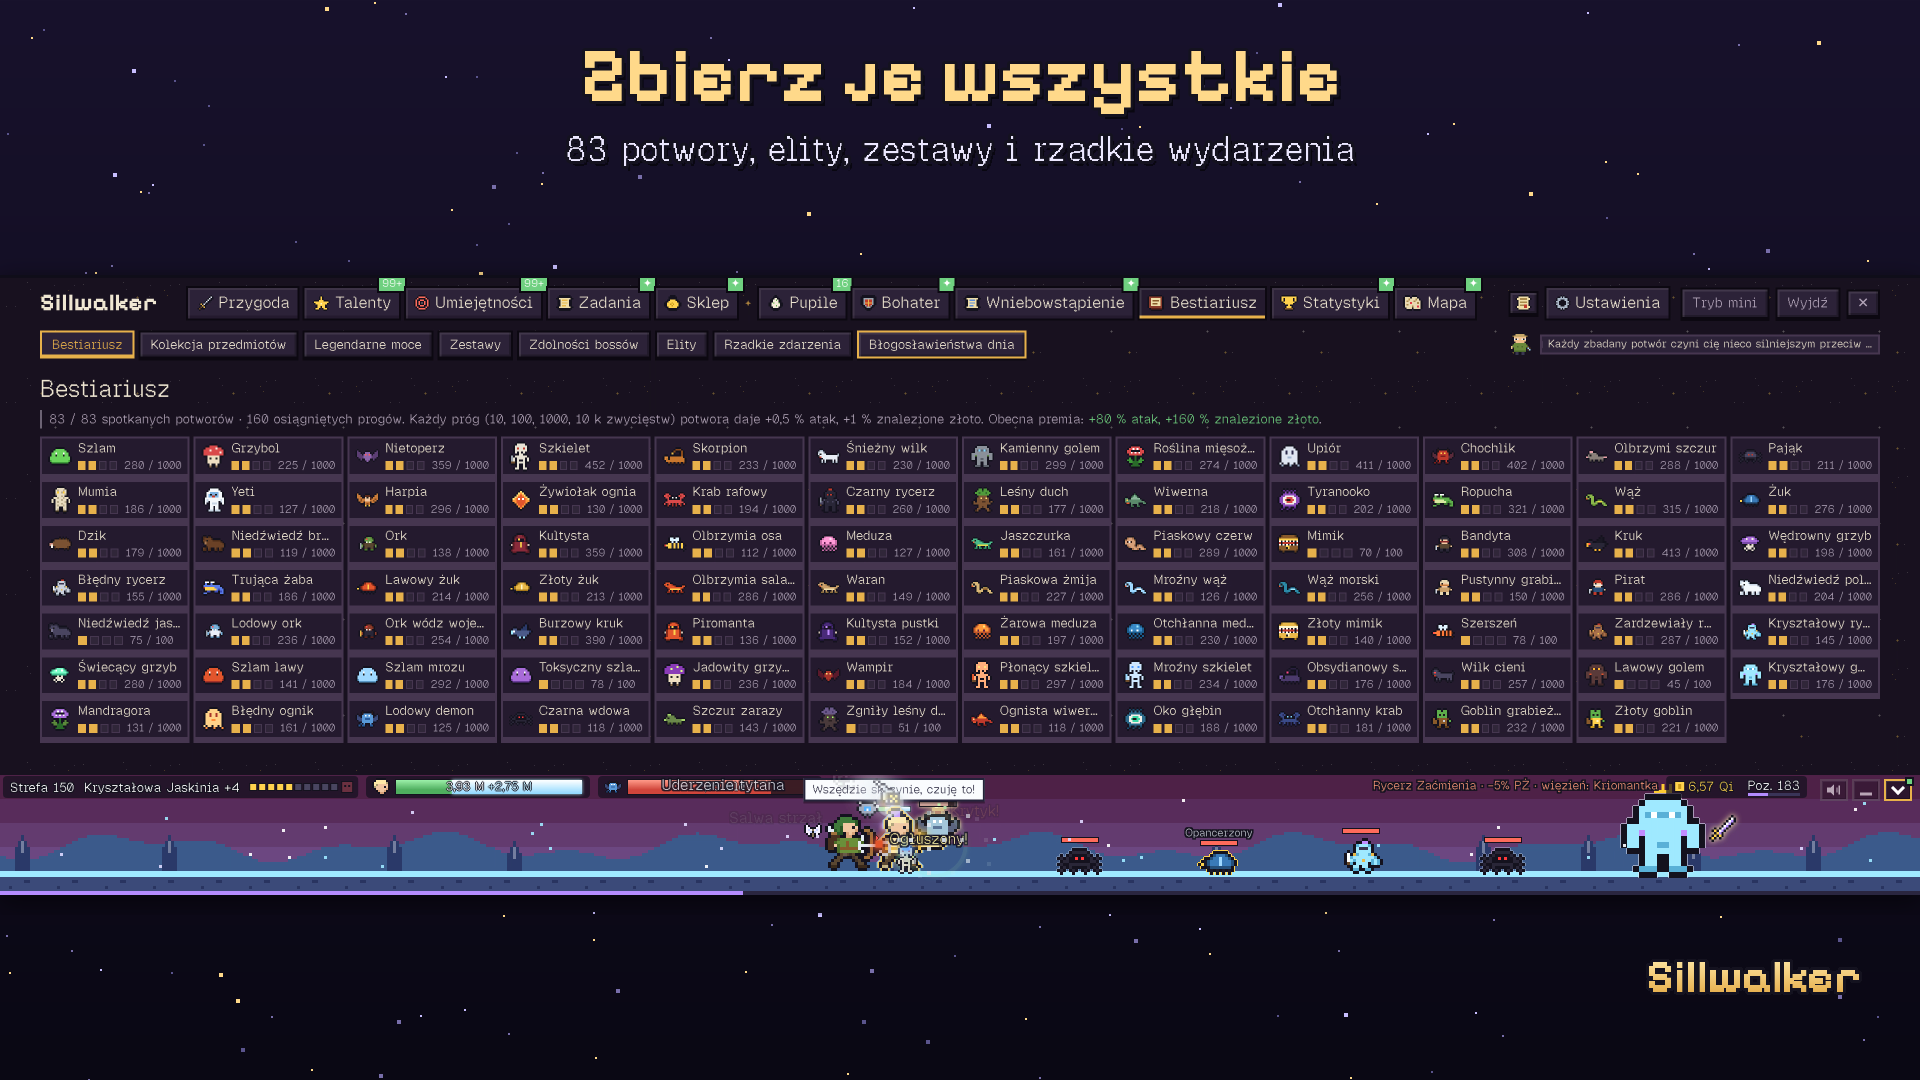 Zbierz je wszystkie
83 potwory, elity, zestawy i rzadkie wydarzenia
Sillwalker
Przygoda
99+
Talenty
99+
Umiejętności
Zadania
Sklep
16
Pupile
Bohater
Wniebowstąpienie
Bestiariusz
Statystyki
Mapa
Ustawienia
Tryb mini
Wyjdź
Bestiariusz
Kolekcja przedmiotów
Legendarne moce
Zestawy
Zdolności bossów
Elity
Rzadkie zdarzenia
Błogosławieństwa dnia
Każdy zbadany potwór czyni cię nieco silniejszym przeciw …
Bestiariusz
83 / 83 spotkanych potworów · 160 osiągniętych progów. Każdy próg (10, 100, 1000, 10 k zwycięstw) potwora daje +0,5 % atak, +1 % znalezione złoto. Obecna premia: +80 % atak, +160 % znalezione złoto.
Szlam
280 / 1000
Grzybol
225 / 1000
Nietoperz
359 / 1000
Szkielet
452 / 1000
Skorpion
233 / 1000
Śnieżny wilk
230 / 1000
Kamienny golem
299 / 1000
Roślina mięsoż…
274 / 1000
Upiór
411 / 1000
Chochlik
402 / 1000
Olbrzymi szczur
288 / 1000
Pająk
211 / 1000
Mumia
186 / 1000
Yeti
127 / 1000
Harpia
296 / 1000
Żywiołak ognia
130 / 1000
Krab rafowy
194 / 1000
Czarny rycerz
260 / 1000
Leśny duch
177 / 1000
Wiwerna
218 / 1000
Tyranooko
202 / 1000
Ropucha
321 / 1000
Wąż
315 / 1000
Żuk
276 / 1000
Dzik
179 / 1000
Niedźwiedź br…
119 / 1000
Ork
138 / 1000
Kultysta
359 / 1000
Olbrzymia osa
112 / 1000
Meduza
127 / 1000
Jaszczurka
161 / 1000
Piaskowy czerw
289 / 1000
Mimik
70 / 100
Bandyta
308 / 1000
Kruk
413 / 1000
Wędrowny grzyb
198 / 1000
Błędny rycerz
155 / 1000
Trująca żaba
186 / 1000
Lawowy żuk
214 / 1000
Złoty żuk
213 / 1000
Olbrzymia sala…
286 / 1000
Waran
149 / 1000
Piaskowa żmija
227 / 1000
Mroźny wąż
126 / 1000
Wąż morski
256 / 1000
Pustynny grabi…
150 / 1000
Pirat
286 / 1000
Niedźwiedź pol…
204 / 1000
Niedźwiedź jas…
75 / 100
Lodowy ork
236 / 1000
Ork wódz woje…
254 / 1000
Burzowy kruk
390 / 1000
Piromanta
136 / 1000
Kultysta pustki
152 / 1000
Żarowa meduza
197 / 1000
Otchłanna med…
230 / 1000
Złoty mimik
140 / 1000
Szerszeń
78 / 100
Zardzewiały r…
287 / 1000
Kryształowy ry…
145 / 1000
Świecący grzyb
280 / 1000
Szlam lawy
141 / 1000
Szlam mrozu
292 / 1000
Toksyczny szla…
78 / 100
Jadowity grzy…
236 / 1000
Wampir
184 / 1000
Płonący szkiel…
297 / 1000
Mroźny szkielet
234 / 1000
Obsydianowy s…
176 / 1000
Wilk cieni
257 / 1000
Lawowy golem
45 / 100
Kryształowy g…
176 / 1000
Mandragora
131 / 1000
Błędny ognik
161 / 1000
Lodowy demon
125 / 1000
Czarna wdowa
118 / 1000
Szczur zarazy
143 / 1000
Zgniły leśny d…
51 / 100
Ognista wiwer…
118 / 1000
Oko głębin
188 / 1000
Otchłanny krab
181 / 1000
Goblin grabież…
232 / 1000
Złoty goblin
221 / 1000
Strefa 150 Kryształowa Jaskinia +4
3,93 M +2,75 M
Uderzenie tytana
Wszędzie czuję to!
Rycerz Zaćmienia · -5% PŻ · więzień: Kriomantka
6,57 Qi
Poz. 183
Salwa strzał
Ogłuszony!
Opancerzony
Sillwalker